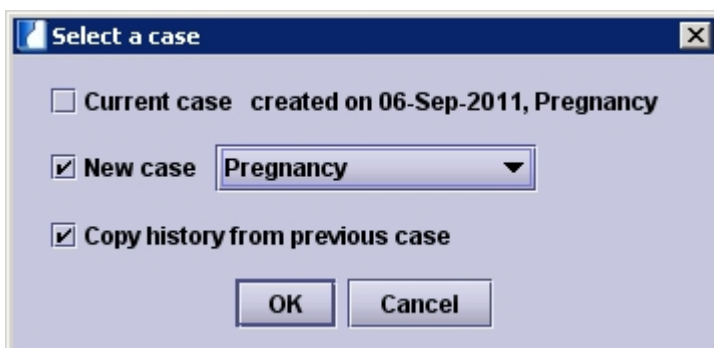 Select a case
Current case created on 06-Sep-2011, Pregnancy
New case Pregnancy
Copy history from previous case
OK Cancel